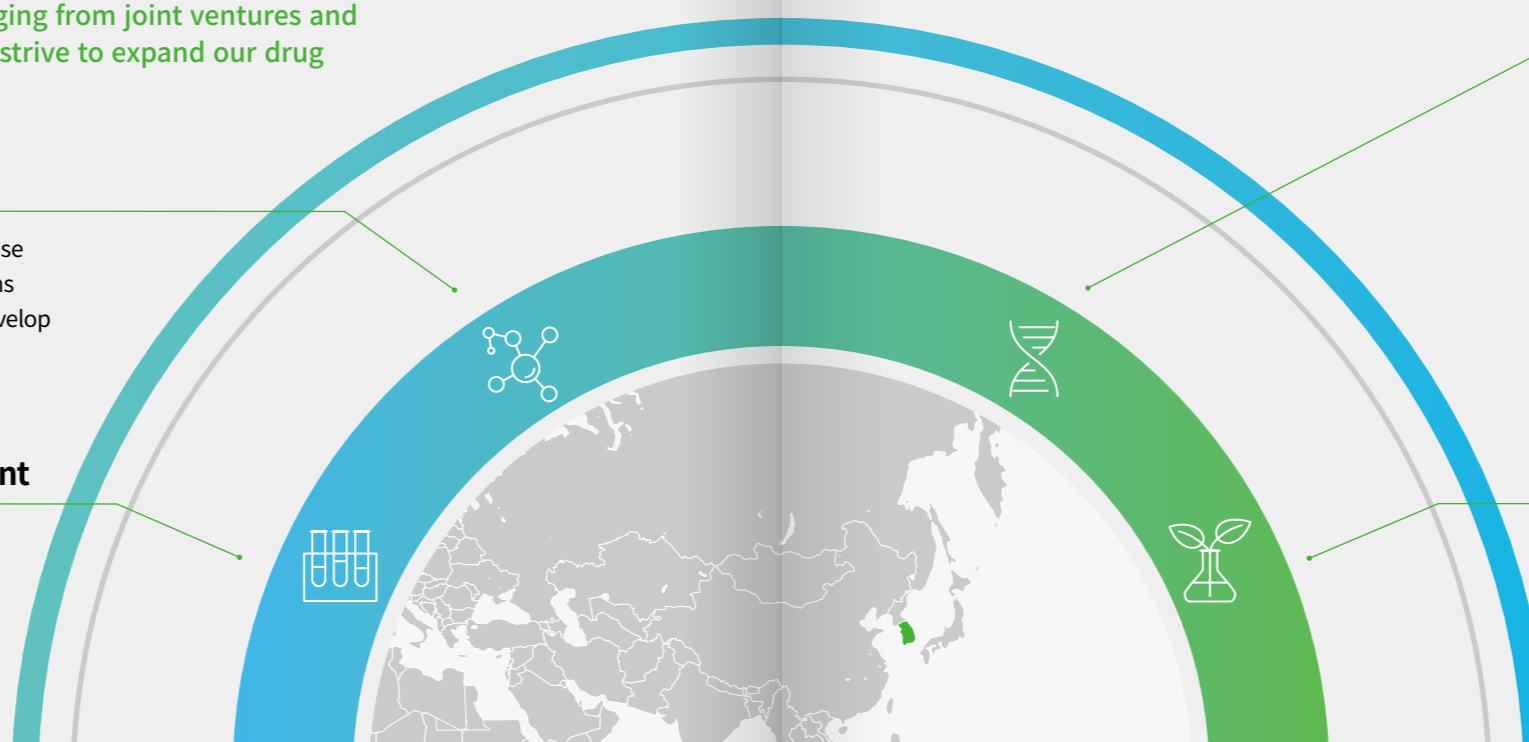 ging from joint ventures and
strive to expand our drug
se
ns
velop
nt